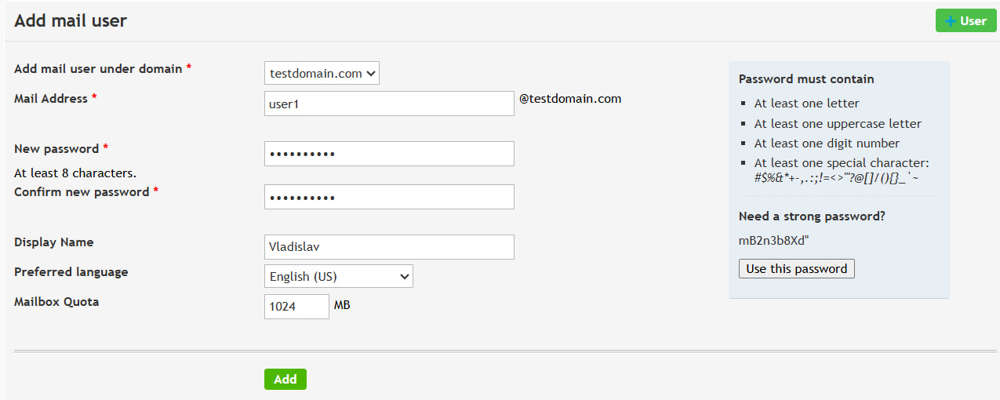 Add mail user
+ User
Add mail user under domain *
testdomain.com
Mail Address *
user1
@testdomain.com
New password *
••••••••••
At least 8 characters.
Confirm new password *
••••••••••
Display Name
Vladislav
Preferred language
English (US)
Mailbox Quota
1024
MB
Add
Password must contain
At least one letter
At least one uppercase letter
At least one digit number
At least one special character:
#$%&*+-,.:;!=<>'"?@[]/(){}_`~
Need a strong password?
mB2n3b8Xd"
Use this password